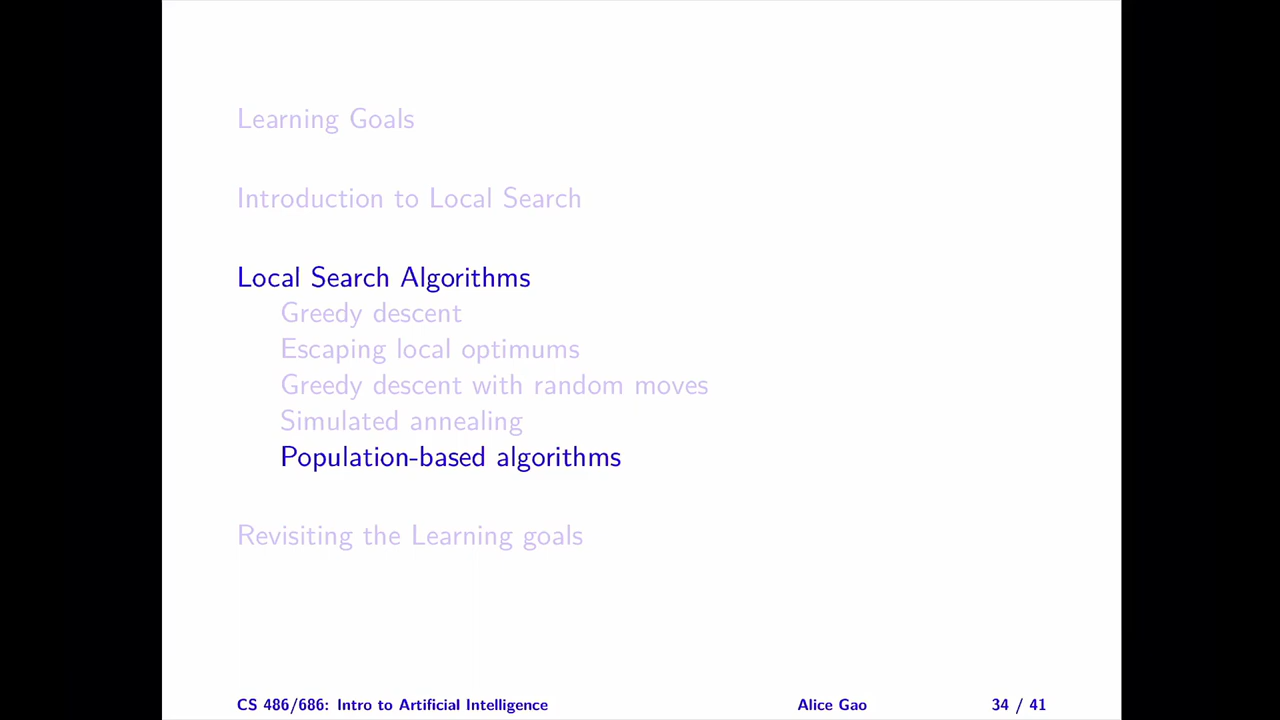 Learning Goals
Introduction to Local Search
Local Search Algorithms
Greedy descent
Escaping local optimums
Greedy descent with random moves
Simulated annealing
Population-based algorithms
Revisiting the Learning goals
CS 486/686: Intro to Artificial Intelligence Alice Gao 34 / 41